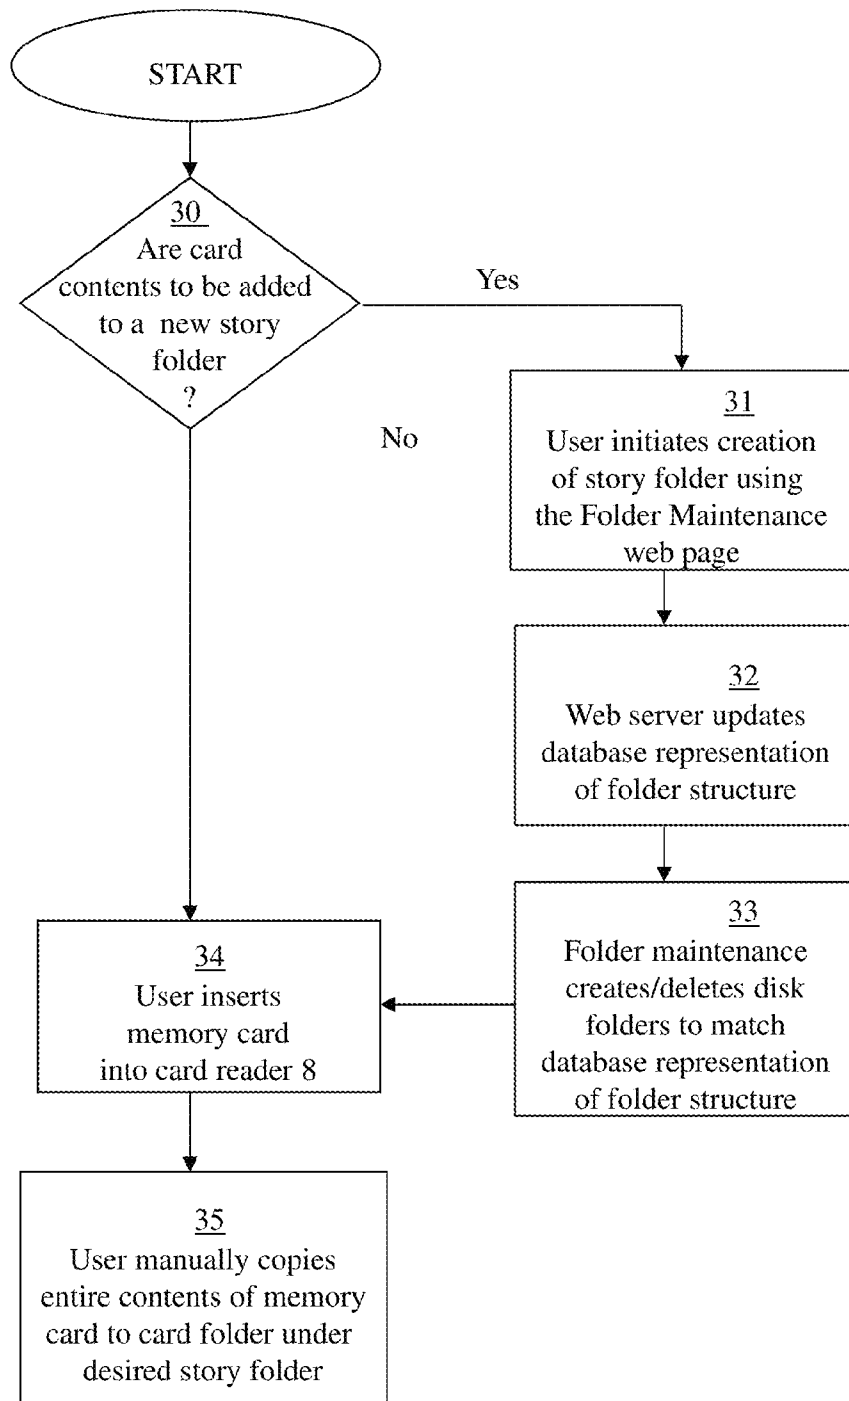 START
30
Are card
contents to be added
to a new story
folder
?
Yes
No
31
User initiates creation
of story folder using
the Folder Maintenance
web page
32
Web server updates
database representation
of folder structure
33
Folder maintenance
creates/deletes disk
folders to match
database representation
of folder structure
34
User inserts
memory card
into card reader 8
35
User manually copies
entire contents of memory
card to card folder under
desired story folder